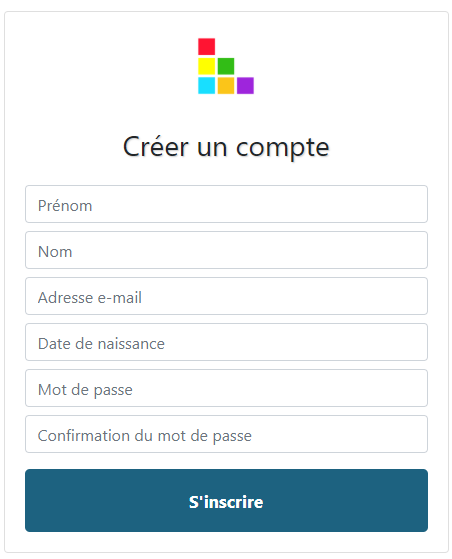 Créer un compte
Prénom
Nom
Adresse e-mail
Date de naissance
Mot de passe
Confirmation du mot de passe
S'inscrire